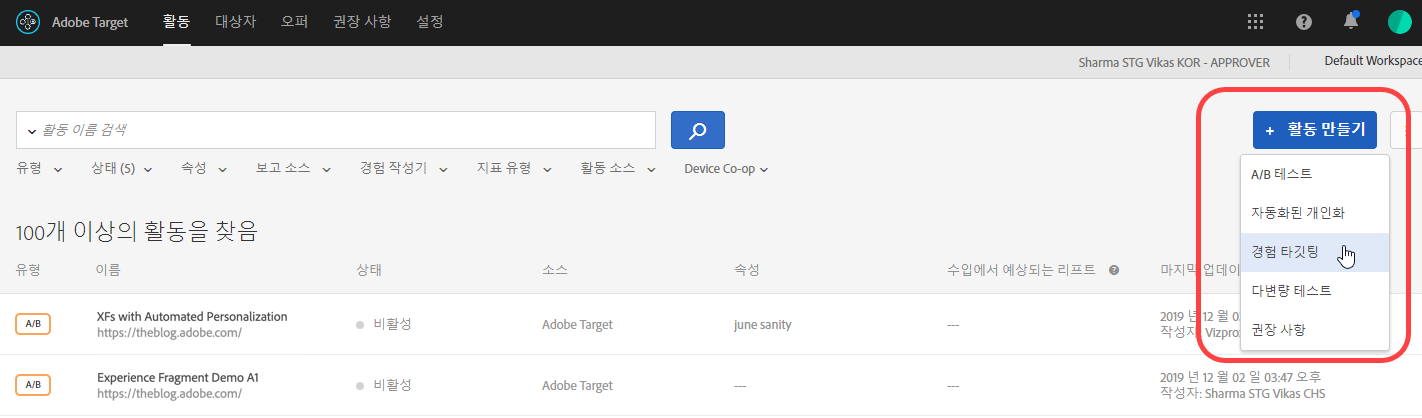 Adobe Target 활동 대상자 오퍼 권장 사항 설정
Sharma STG Vikas KOR - APPROVER Default Workspace
활동 이름 검색 + 활동 만들기
유형 상태 (5) 속성 보고 소스 경험 작성기 지표 유형 활동 소스 Device Co-op
A/B 테스트
자동화된 개인화
경험 타깃팅
다변량 테스트
권장 사항
100개 이상의 활동을 찾음
유형 이름 상태 소스 속성 수입에서 예상되는 리프트 마지막
A/B XFs with Automated Personalization 비활성 Adobe Target june sanity --- 2019 년 12 월
https://theblog.adobe.com/ 작성자:
A/B Experience Fragment Demo A1 비활성 Adobe Target --- --- 2019 년 12 월 02 일 03:47 오후
https://theblog.adobe.com/ 작성자: Sharma STG Vikas CHS